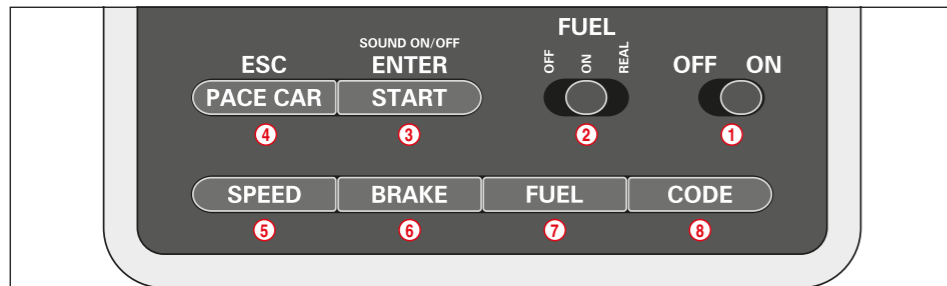 FUEL
SOUND ON/OFF
ESC ENTER OFF ON REAL OFF ON
PACE CAR START
4 3 2 1
SPEED BRAKE FUEL CODE
5 6 7 8